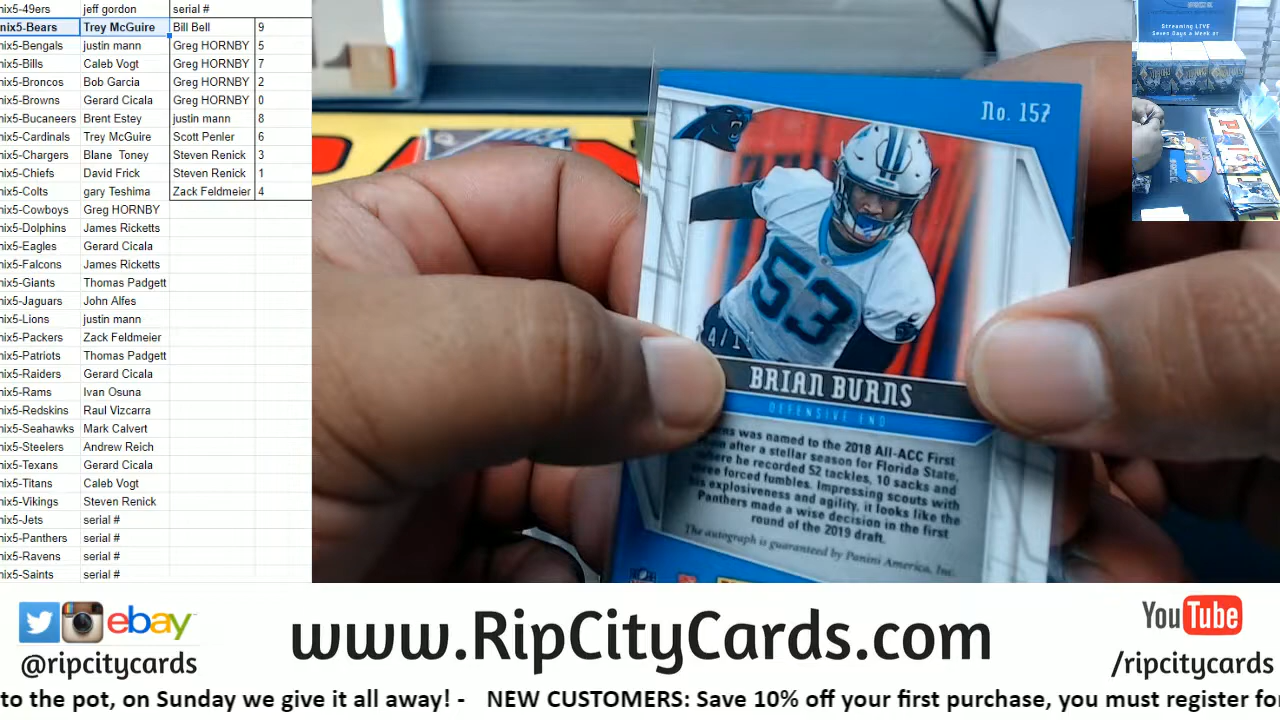 nix5-49ers jeff gordon serial #
nix5-Bears Trey McGuire Bill Bell 9
nix5-Bengals justin mann Greg HORNBY 5
nix5-Bills Caleb Vogt Greg HORNBY 7
nix5-Broncos Bob Garcia Greg HORNBY 2
nix5-Browns Gerard Cicala Greg HORNBY 0
nix5-Bucaneers Brent Estey justin mann 8
nix5-Cardinals Trey McGuire Scott Penler 6
nix5-Chargers Blane Toney Steven Renick 3
nix5-Chiefs David Frick Steven Renick 1
nix5-Colts gary Teshima Zack Feldmeier 4
nix5-Cowboys Greg HORNBY
nix5-Dolphins James Ricketts
nix5-Eagles Gerard Cicala
nix5-Falcons James Ricketts
nix5-Giants Thomas Padgett
nix5-Jaguars John Alfes
nix5-Lions justin mann
nix5-Packers Zack Feldmeier
nix5-Patriots Thomas Padgett
nix5-Raiders Gerard Cicala
nix5-Rams Ivan Osuna
nix5-Redskins Raul Vizcarra
nix5-Seahawks Mark Calvert
nix5-Steelers Andrew Reich
nix5-Texans Gerard Cicala
nix5-Titans Caleb Vogt
nix5-Vikings Steven Renick
nix5-Jets serial #
nix5-Panthers serial #
nix5-Ravens serial #
nix5-Saints serial #
No. 157
53
BRIAN BURNS
DEFENSIVE END
was named to the 2018 All-ACC First
after a stellar season for Florida State,
where he recorded 52 tackles, 10 sacks and
three forced fumbles. Impressing scouts with
his explosiveness and agility, it looks like the
Panthers made a wise decision in the first
round of the 2019 draft.
The autograph is guaranteed by Panini America, Inc.
Streaming LIVE
Seven Days a Week at
ebay
@ripcitycards
www.RipCityCards.com
YouTube
/ripcitycards
to the pot, on Sunday we give it all away! - NEW CUSTOMERS: Save 10% off your first purchase, you must register for